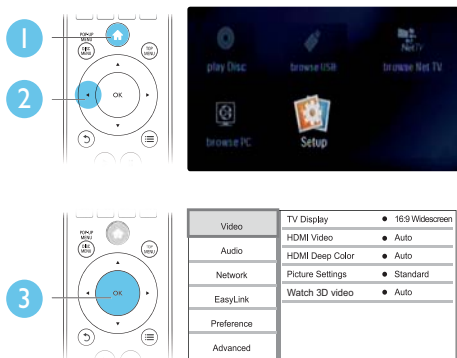 1
POP-UP MENU
DISC MENU
TOP MENU
OK
2
play Disc
browse USB
Net TV
browse Net TV
browse PC
Setup
POP-UP MENU
DISC MENU
TOP MENU
OK
3
Video
Audio
Network
EasyLink
Preference
Advanced
TV Display • 16:9 Widescreen
HDMI Video • Auto
HDMI Deep Color • Auto
Picture Settings • Standard
Watch 3D video • Auto